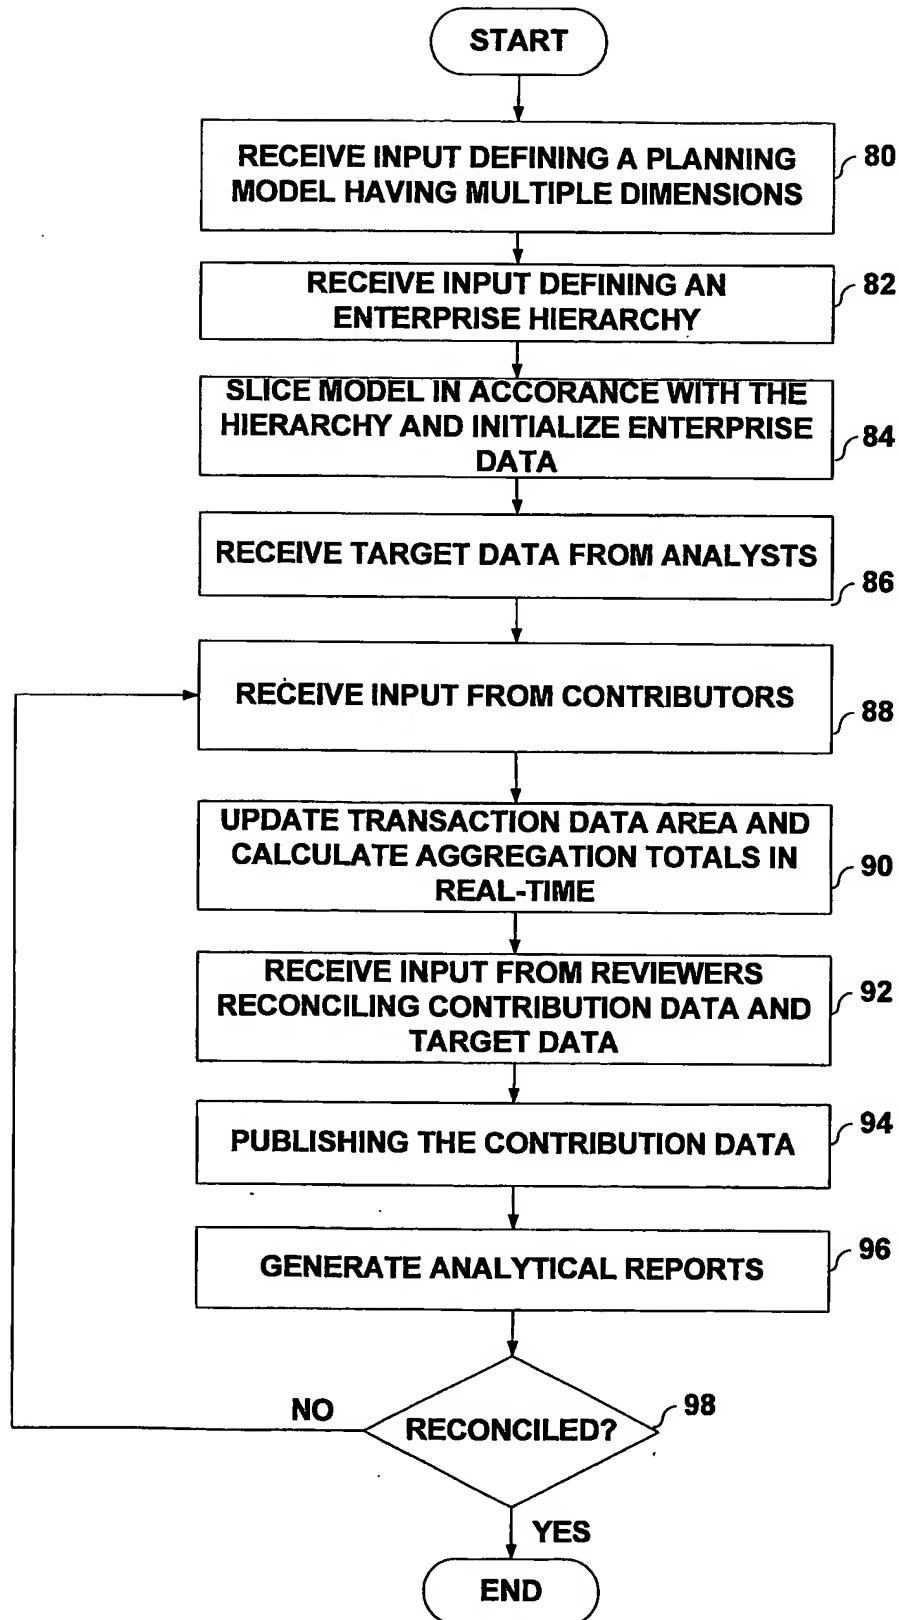 START
RECEIVE INPUT DEFINING A PLANNING
MODEL HAVING MULTIPLE DIMENSIONS
80
RECEIVE INPUT DEFINING AN
ENTERPRISE HIERARCHY
82
SLICE MODEL IN ACCORANCE WITH THE
HIERARCHY AND INITIALIZE ENTERPRISE
DATA
84
RECEIVE TARGET DATA FROM ANALYSTS
86
RECEIVE INPUT FROM CONTRIBUTORS
88
UPDATE TRANSACTION DATA AREA AND
CALCULATE AGGREGATION TOTALS IN
REAL-TIME
90
RECEIVE INPUT FROM REVIEWERS
RECONCILING CONTRIBUTION DATA AND
TARGET DATA
92
PUBLISHING THE CONTRIBUTION DATA
94
GENERATE ANALYTICAL REPORTS
96
NO
RECONCILED?
98
YES
END